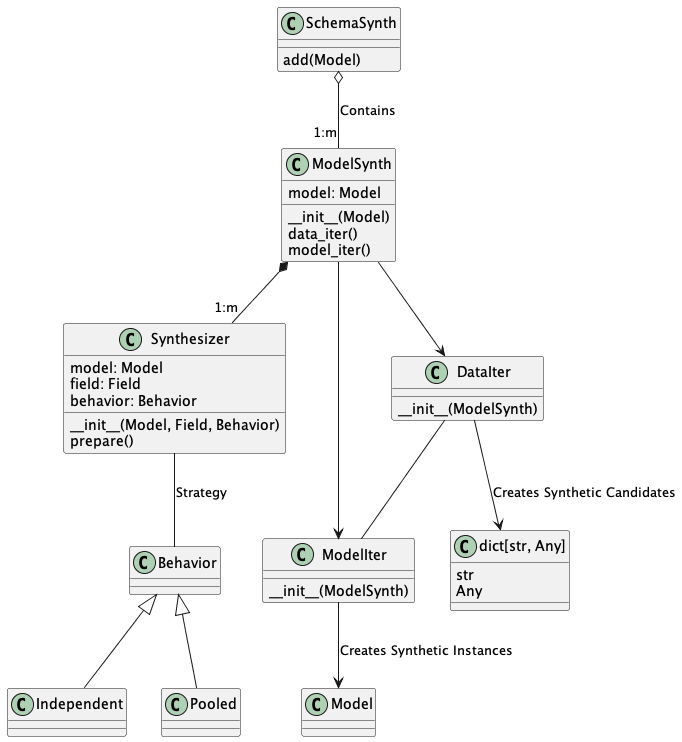 C SchemaSynth
add(Model)
Contains
1:m
C ModelSynth
model: Model
__init__(Model)
data_iter()
model_iter()
1:m
C Synthesizer
model: Model
field: Field
behavior: Behavior
__init__(Model, Field, Behavior)
prepare()
C DataIter
__init__(ModelSynth)
Strategy
Creates Synthetic Candidates
C Behavior
C ModelIter
__init__(ModelSynth)
C dict[str, Any]
str
Any
Creates Synthetic Instances
C Independent
C Pooled
C Model